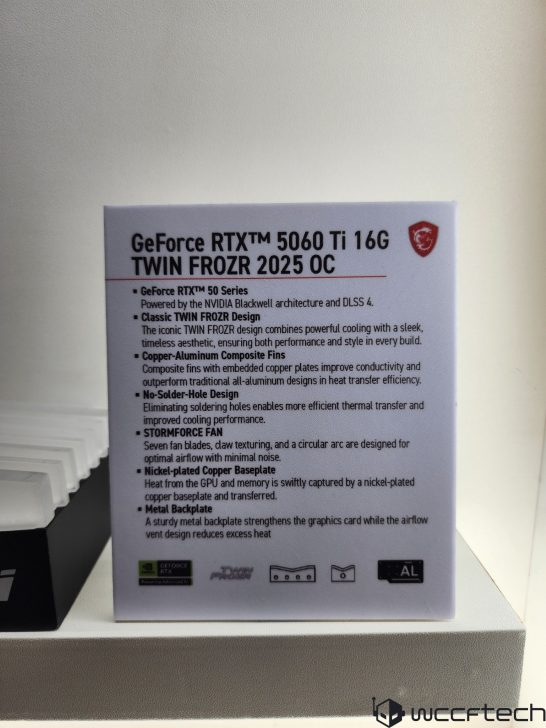 GeForce RTX™ 5060 Ti 16G
TWIN FROZR 2025 OC
▪ GeForce RTX™ 50 Series
Powered by the NVIDIA Blackwell architecture and DLSS 4.
▪ Classic TWIN FROZR Design
The iconic TWIN FROZR design combines powerful cooling with a sleek,
timeless aesthetic, ensuring both performance and style in every build.
▪ Copper-Aluminum Composite Fins
Composite fins with embedded copper plates improve conductivity and
outperform traditional all-aluminum designs in heat transfer efficiency.
▪ No-Solder-Hole Design
Eliminating soldering holes enables more efficient thermal transfer and
improved cooling performance.
▪ STORMFORCE FAN
Seven fan blades, claw texturing, and a circular arc are designed for
optimal airflow with minimal noise.
▪ Nickel-plated Copper Baseplate
Heat from the GPU and memory is swiftly captured by a nickel-plated
copper baseplate and transferred.
▪ Metal Backplate
A sturdy metal backplate strengthens the graphics card while the airflow
vent design reduces excess heat
GEFORCE
RTX
TWIN
FROZR
AL
wccftech